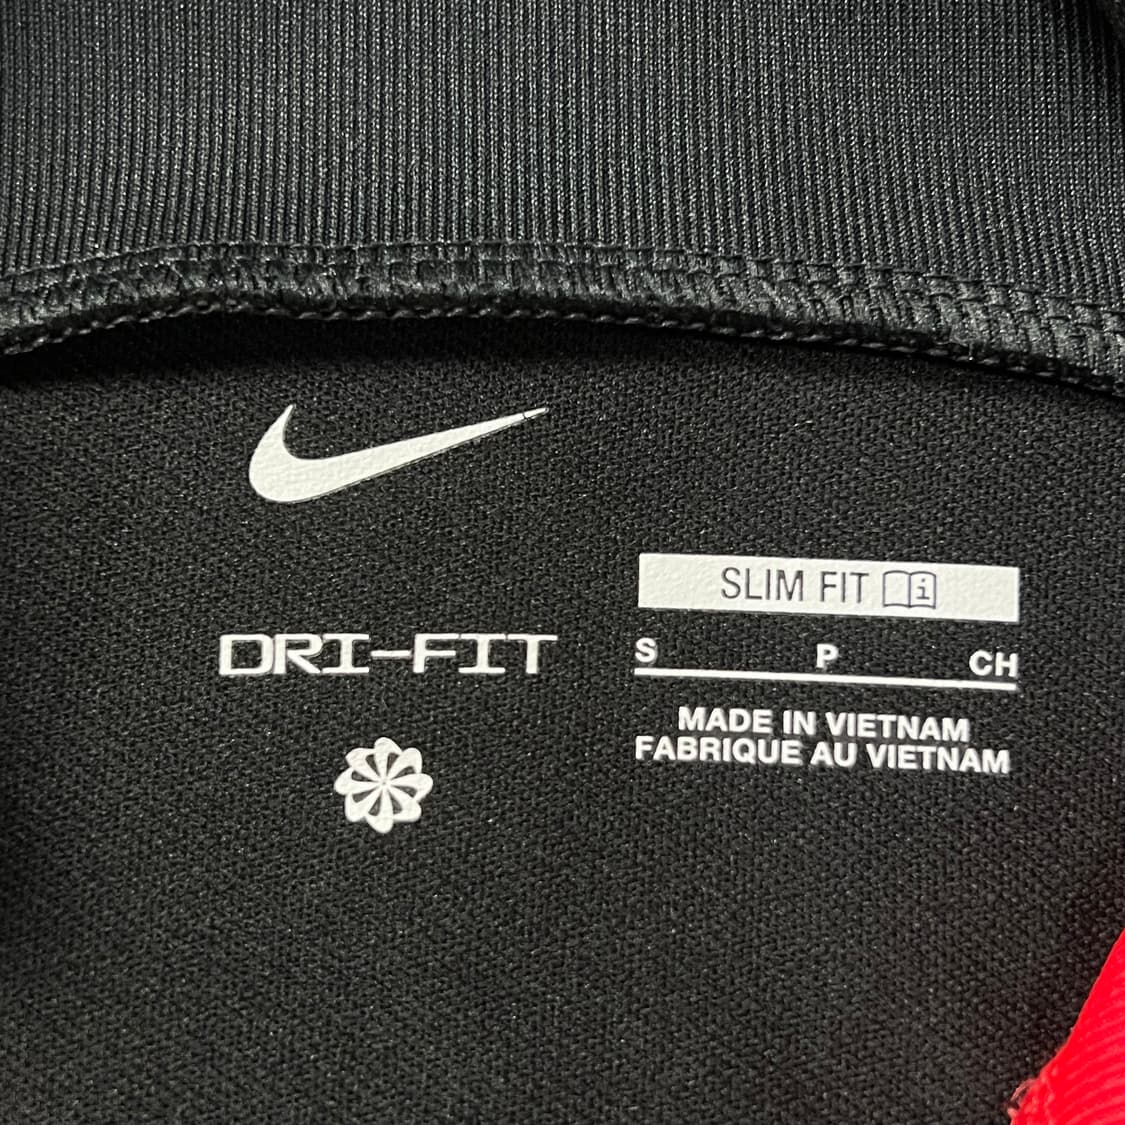 DRI-FIT
SLIM FIT
S P CH
MADE IN VIETNAM
FABRIQUE AU VIETNAM